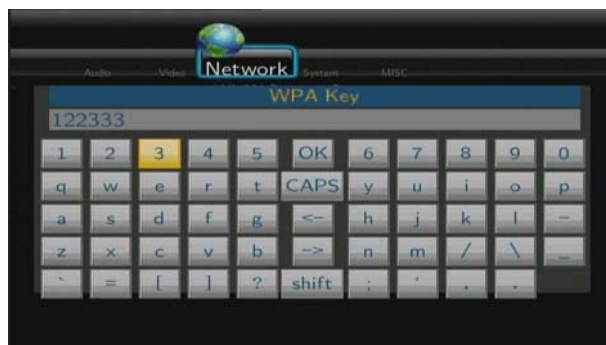 Audio Video Network System MISC
WPA Key
122333
1 2 3 4 5 OK 6 7 8 9 0
q w e r t CAPS y u i o p
a s d f g <- h j k l -
z x c v b -> n m / \ _
` = [ ] ? shift ; ' , .